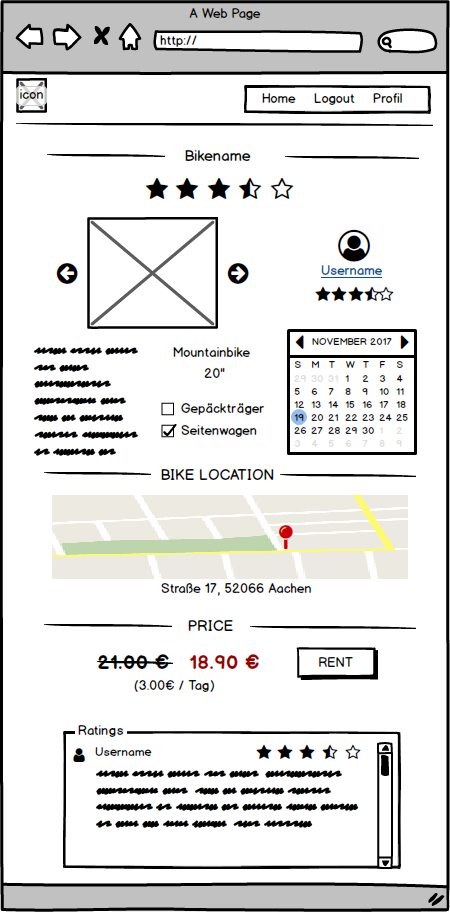 A Web Page
http://
icon
Home Logout Profil
Bikename
Username
NOVEMBER 2017
S M T W T F S
29 30 31 1 2 3 4
5 6 7 8 9 10 11
12 13 14 15 16 17 18
19 20 21 22 23 24 25
26 27 28 29 30 1 2
3 4 5 6 7 8 9
Mountainbike
20"
Gepäckträger
Seitenwagen
BIKE LOCATION
Straße 17, 52066 Aachen
PRICE
21.00 € 18.90 €
(3.00€ / Tag)
RENT
Ratings
Username